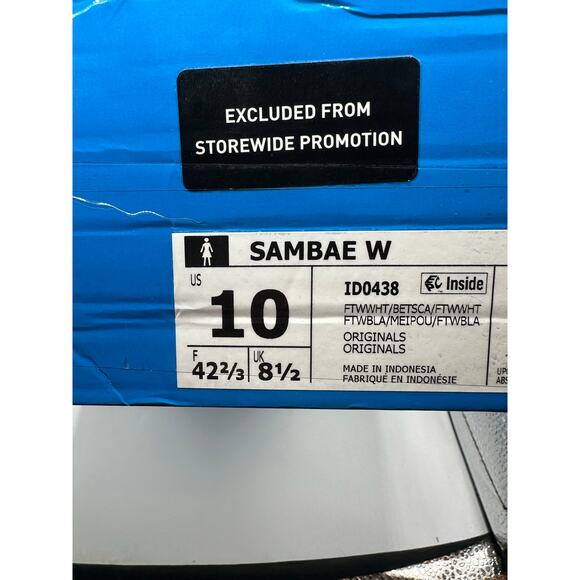 EXCLUDED FROM
STOREWIDE PROMOTION
SAMBAE W
US
10
F
42⅔
UK
8½
ID0438
Inside
FTWWHT/BETSCA/FTWWHT
FTWBLA/MEIPOU/FTWBLA
ORIGINALS
ORIGINALS
MADE IN INDONESIA
FABRIQUÉ EN INDONÉSIE